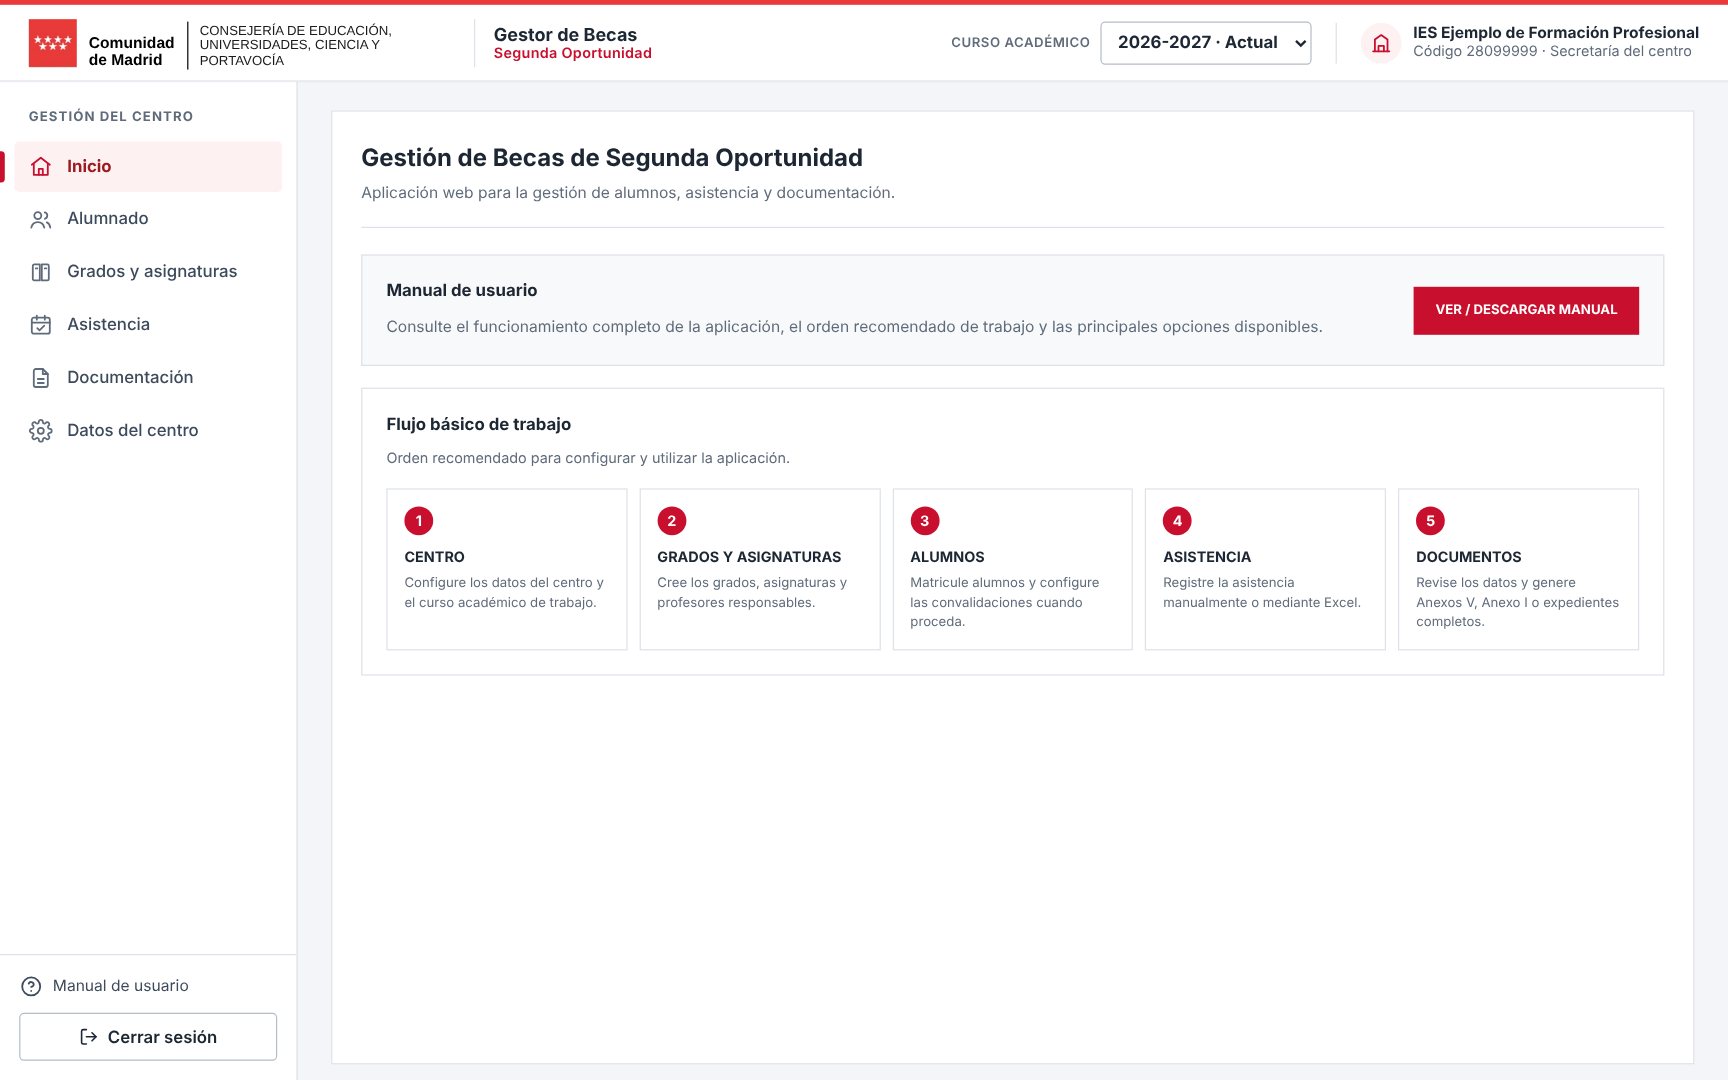 Comunidad
de Madrid
CONSEJERÍA DE EDUCACIÓN,
UNIVERSIDADES, CIENCIA Y
PORTAVOCÍA
Gestor de Becas
Segunda Oportunidad
CURSO ACADÉMICO
2026-2027 · Actual
IES Ejemplo de Formación Profesional
Código 28099999 · Secretaría del centro
GESTIÓN DEL CENTRO
Inicio
Alumnado
Grados y asignaturas
Asistencia
Documentación
Datos del centro
Manual de usuario
Cerrar sesión
Gestión de Becas de Segunda Oportunidad
Aplicación web para la gestión de alumnos, asistencia y documentación.
Manual de usuario
Consulte el funcionamiento completo de la aplicación, el orden recomendado de trabajo y las principales opciones disponibles.
VER / DESCARGAR MANUAL
Flujo básico de trabajo
Orden recomendado para configurar y utilizar la aplicación.
1
CENTRO
Configure los datos del centro y
el curso académico de trabajo.
2
GRADOS Y ASIGNATURAS
Cree los grados, asignaturas y
profesores responsables.
3
ALUMNOS
Matricule alumnos y configure
las convalidaciones cuando
proceda.
4
ASISTENCIA
Registre la asistencia
manualmente o mediante Excel.
5
DOCUMENTOS
Revise los datos y genere
Anexos V, Anexo I o expedientes
completos.